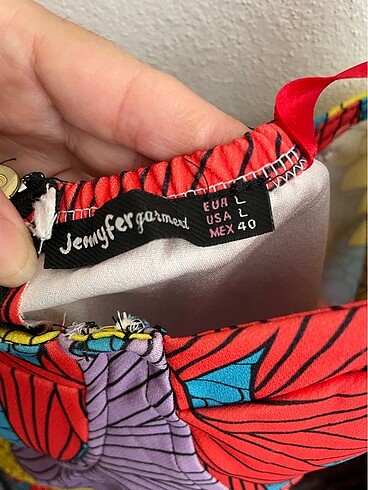 Jennyfer garment
EUR L
USA L
MEX 40